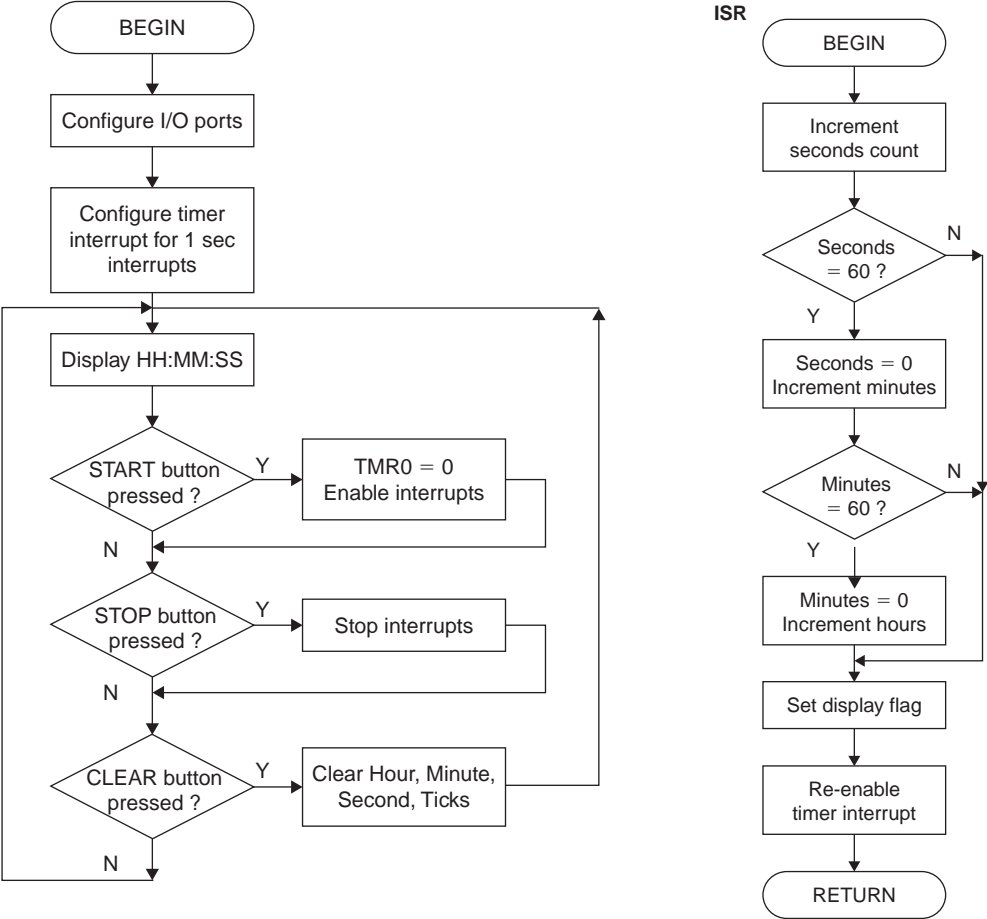 BEGIN
Configure I/O ports
Configure timer
interrupt for 1 sec
interrupts
Display HH:MM:SS
START button
pressed ?
Y
TMR0 = 0
Enable interrupts
N
STOP button
pressed ?
Y
Stop interrupts
N
CLEAR button
pressed ?
Y
Clear Hour, Minute,
Second, Ticks
N
ISR
BEGIN
Increment
seconds count
Seconds
= 60 ?
N
Y
Seconds = 0
Increment minutes
Minutes
= 60 ?
N
Y
Minutes = 0
Increment hours
Set display flag
Re-enable
timer interrupt
RETURN